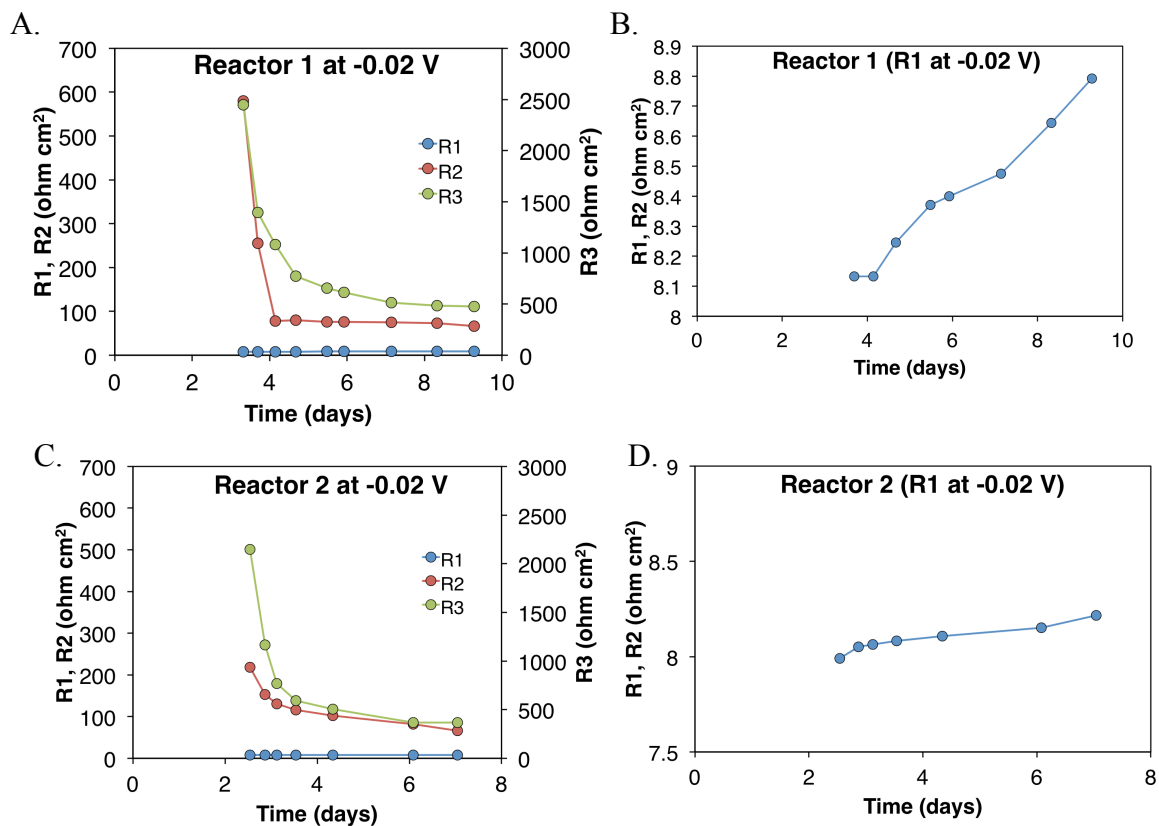 A.
Reactor 1 at -0.02 V
700
600
500
400
300
200
100
0
R1, R2 (ohm cm²)
3000
2500
2000
1500
1000
500
0
R3 (ohm cm²)
R1
R2
R3
0 2 4 6 8 10
Time (days)
B.
Reactor 1 (R1 at -0.02 V)
8.9
8.8
8.7
8.6
8.5
8.4
8.3
8.2
8.1
8
R1, R2 (ohm cm²)
0 2 4 6 8 10
Time (days)
C.
Reactor 2 at -0.02 V
700
600
500
400
300
200
100
0
R1, R2 (ohm cm²)
3000
2500
2000
1500
1000
500
0
R3 (ohm cm²)
R1
R2
R3
0 2 4 6 8
Time (days)
D.
Reactor 2 (R1 at -0.02 V)
9
8.5
8
7.5
R1, R2 (ohm cm²)
0 2 4 6 8
Time (days)